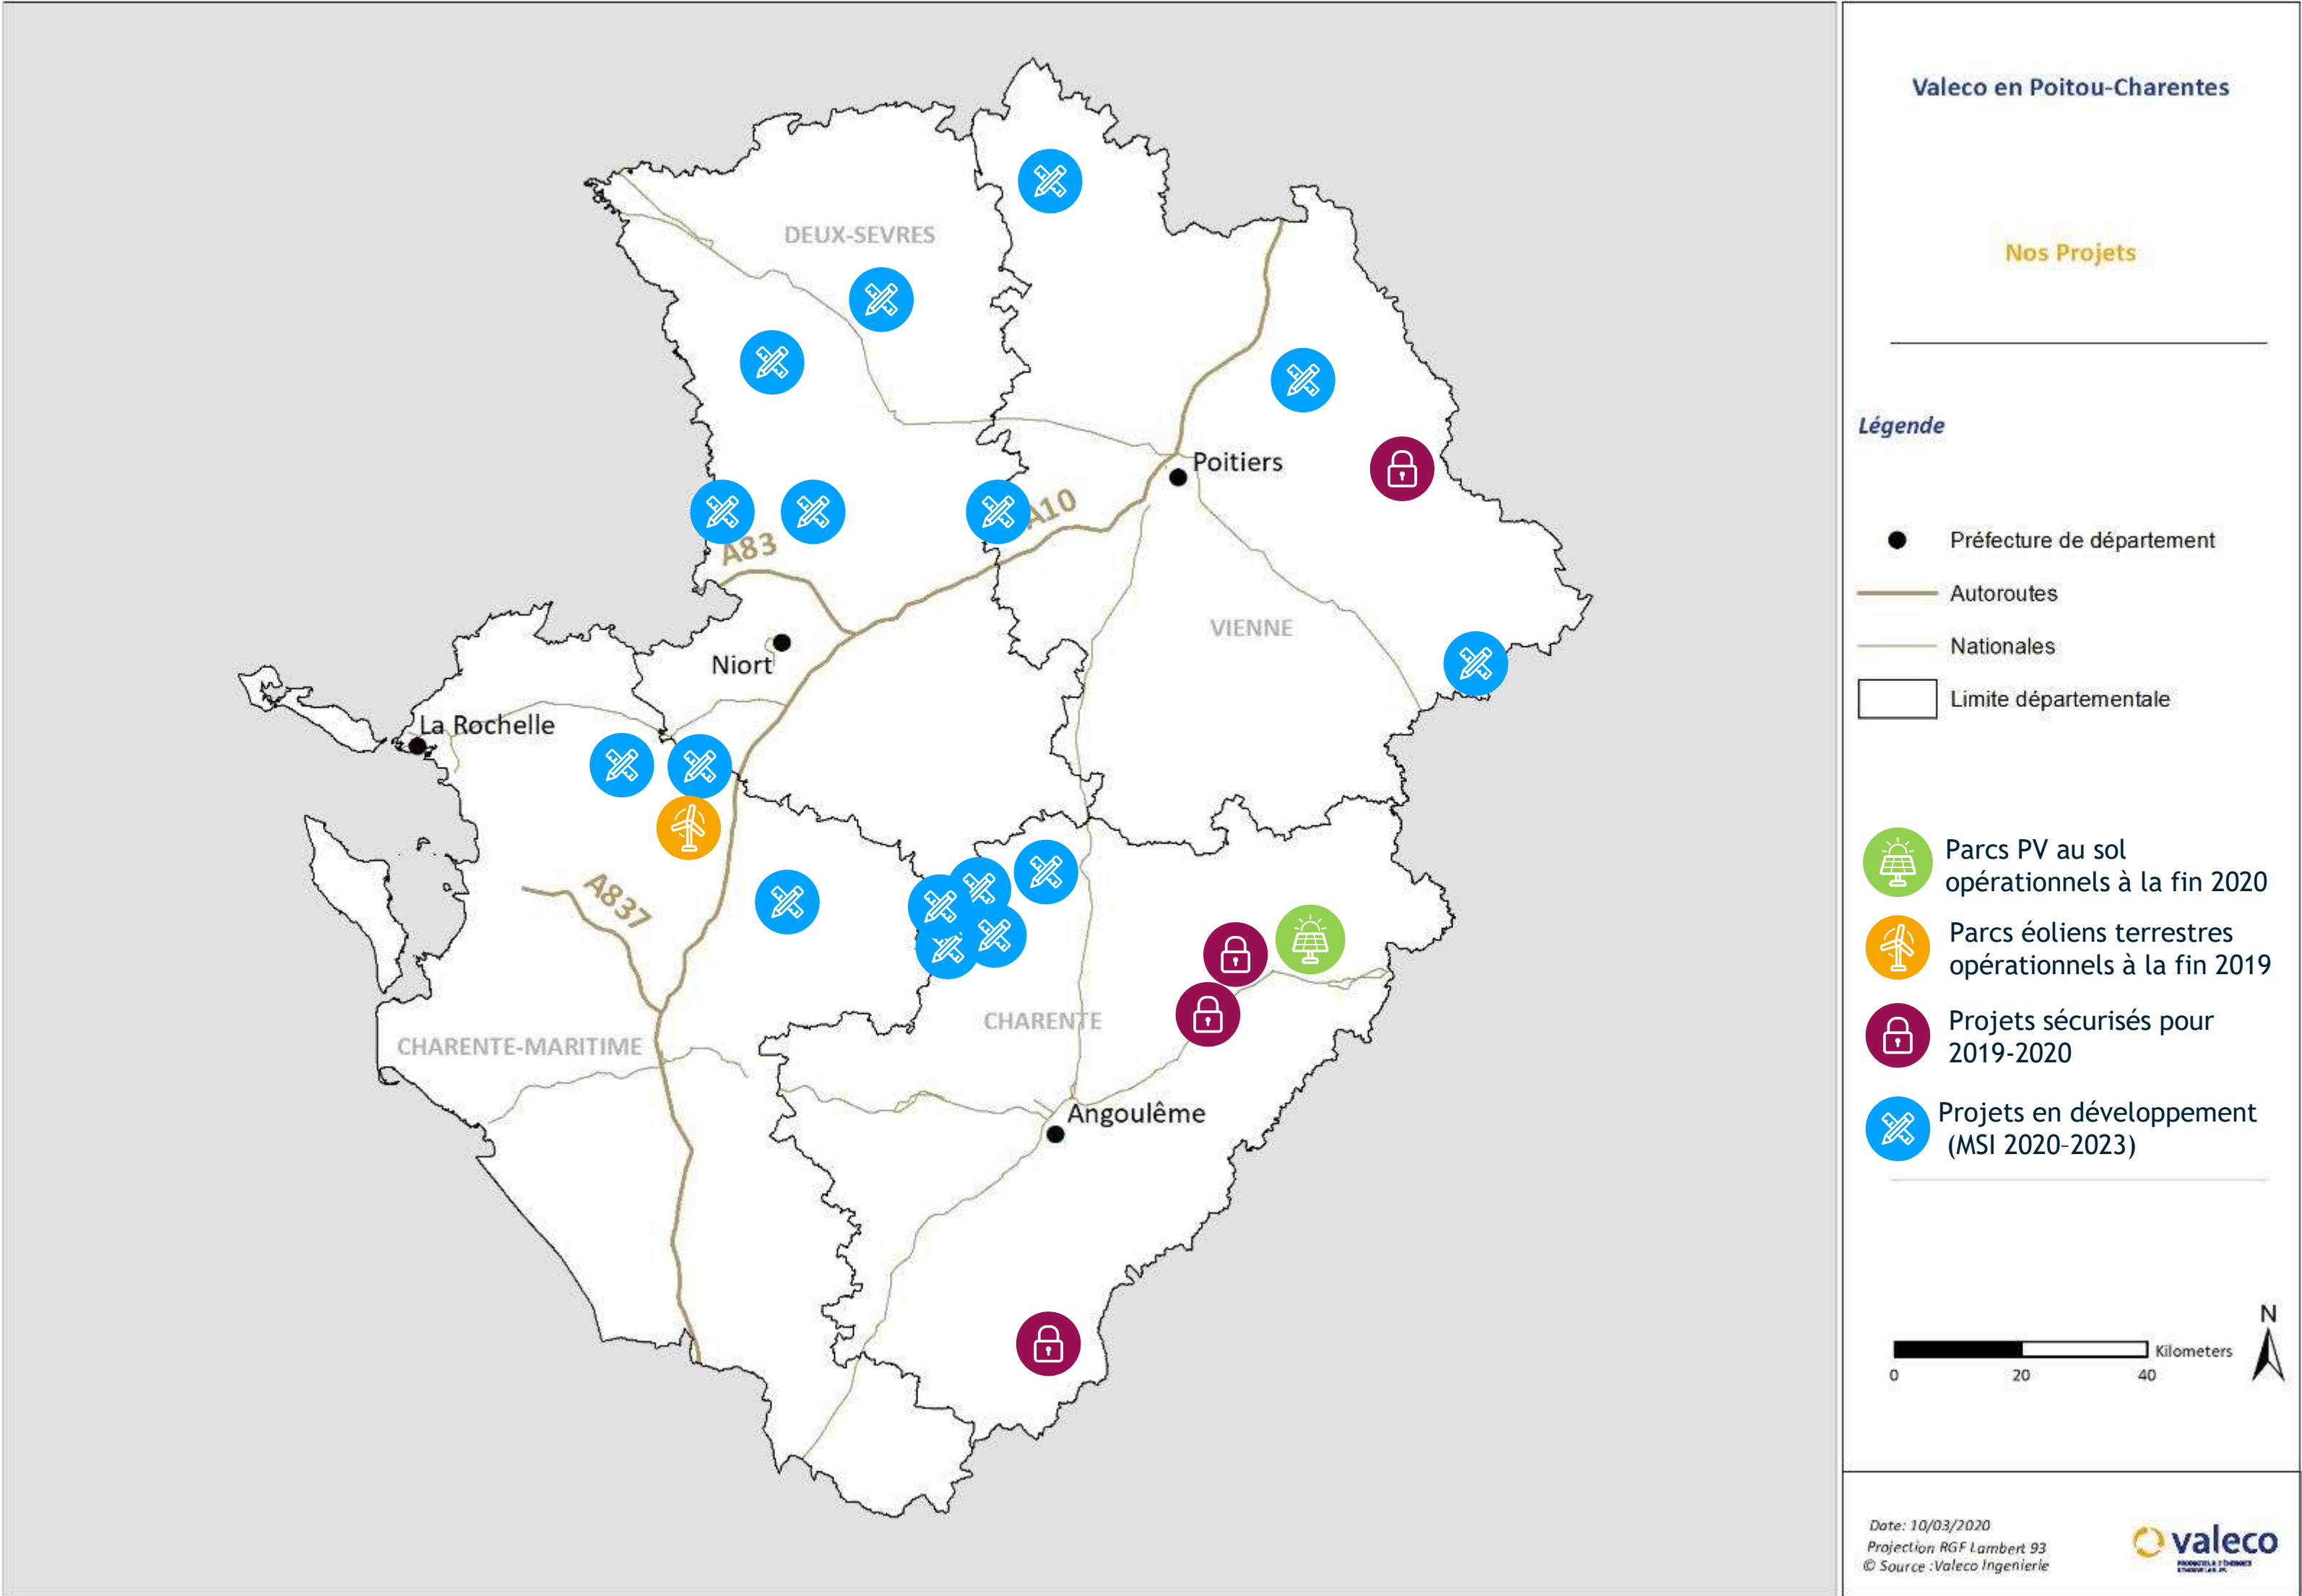 DEUX-SEVRES
Poitiers
A10
A83
VIENNE
Niort
La Rochelle
A837
CHARENTE
CHARENTE-MARITIME
Angoulême
Valeco en Poitou-Charentes
Nos Projets
Légende
Préfecture de département
Autoroutes
Nationales
Limite départementale
Parcs PV au sol
opérationnels à la fin 2020
Parcs éoliens terrestres
opérationnels à la fin 2019
Projets sécurisés pour
2019-2020
Projets en développement
(MSI 2020-2023)
N
Kilometers
0 20 40
Date: 10/03/2020
Projection RGF Lambert 93
© Source :Valeco Ingenierie
valeco